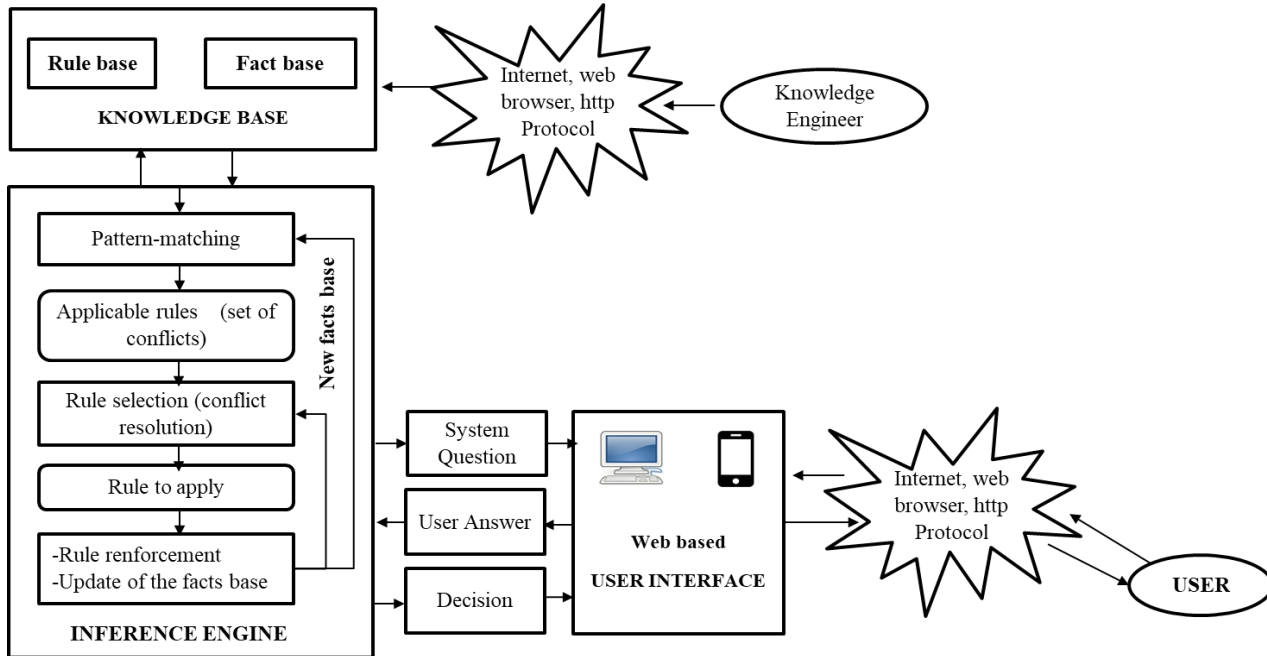 Rule base
Fact base
KNOWLEDGE BASE
Internet, web
browser, http
Protocol
Knowledge
Engineer
Pattern-matching
Applicable rules (set of
conflicts)
Rule selection (conflict
resolution)
Rule to apply
-Rule renforcement
-Update of the facts base
New facts base
INFERENCE ENGINE
System
Question
User Answer
Decision
Web based
USER INTERFACE
Internet, web
browser, http
Protocol
USER